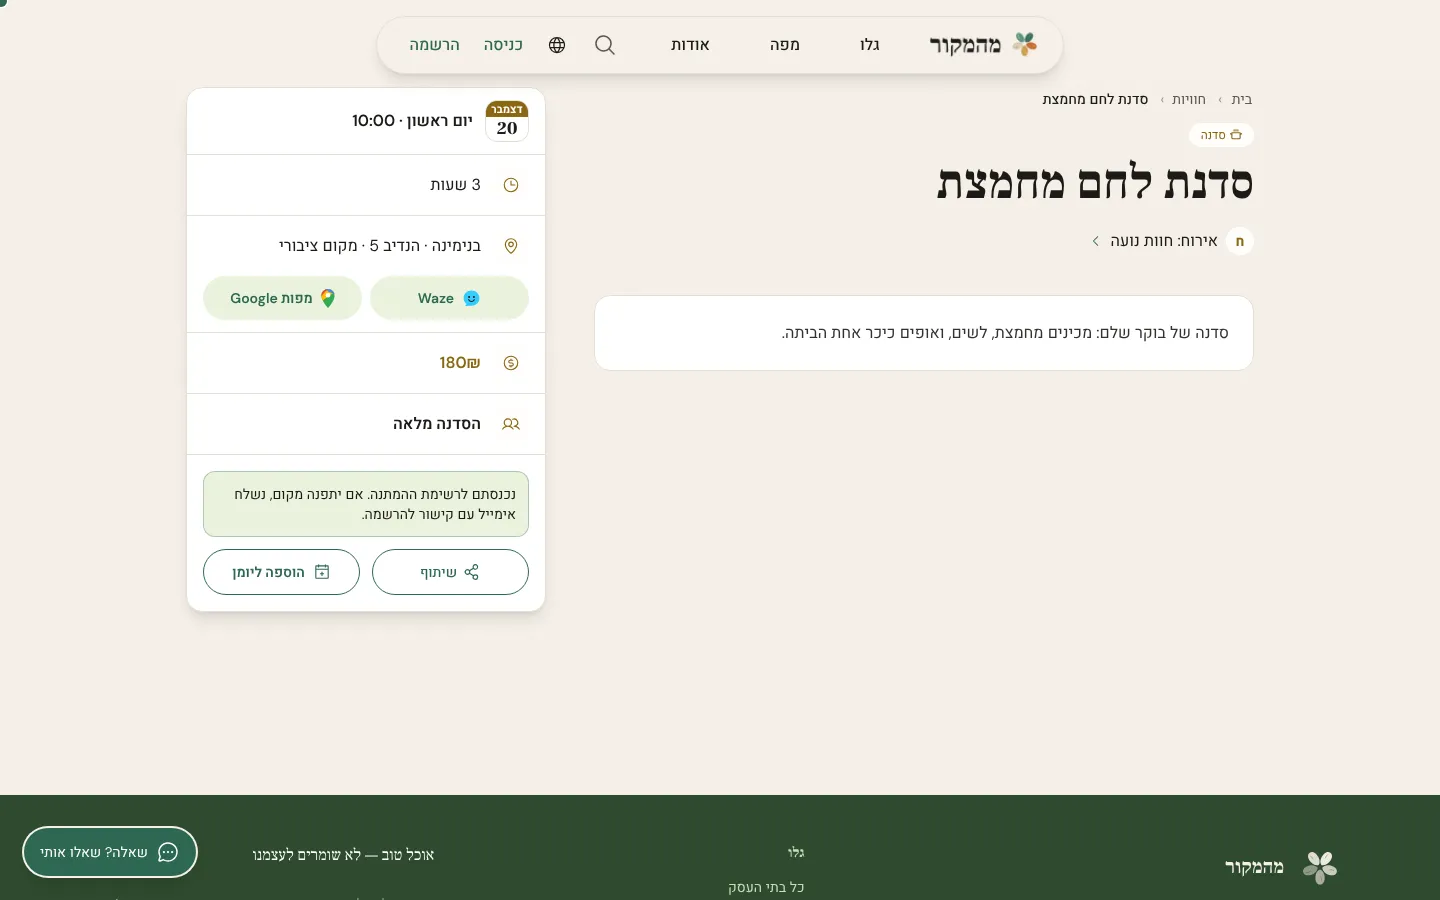 מהמקור
גלו
מפה
אודות
כניסה
הרשמה
בית › חוויות › סדנת לחם מחמצת
סדנה
סדנת לחם מחמצת
ח
אירוח: חוות נועה
סדנה של בוקר שלם: מכינים מחמצת, לשים, ואופים כיכר אחת הביתה.
דצמבר
20
יום ראשון · 10:00
3 שעות
בנימינה · הנדיב 5 · מקום ציבורי
Waze
מפות Google
₪180
הסדנה מלאה
נכנסתם לרשימת ההמתנה. אם יתפנה מקום, נשלח
אימייל עם קישור להרשמה.
שיתוף
הוספה ליומן
מהמקור
גלו
כל בתי העסק
אוכל טוב — לא שומרים לעצמנו
שאלה? שאלו אותי